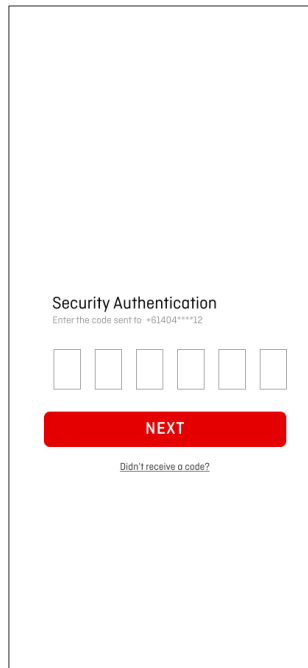 Security Authentication
Enter the code sent to +61404****12
NEXT
Didn't receive a code?